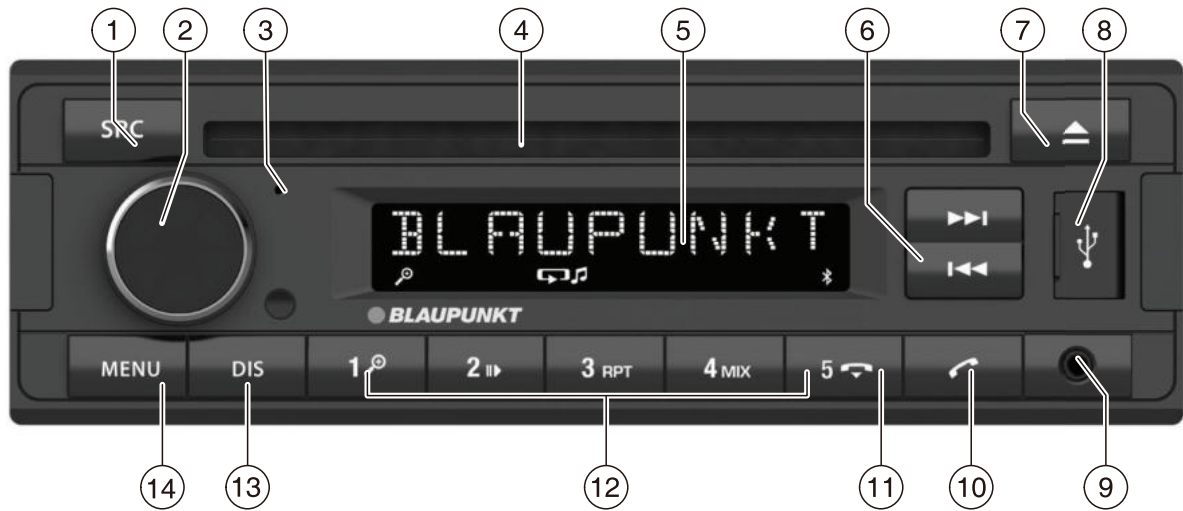 1 2 3 4 5 6 7 8
SRC
BLAUPUNKT
BLAUPUNKT
MENU DIS 1 2 3 RPT 4 MIX 5
14 13 12 11 10 9